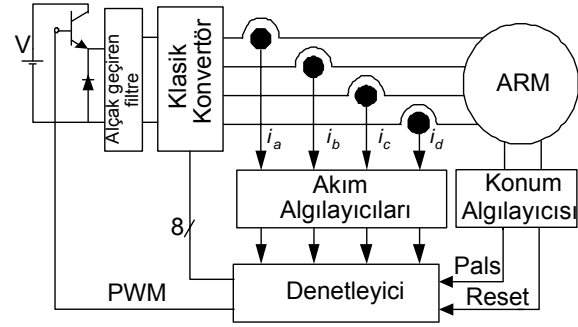 V
Alçak geçiren
filtre
Klasik
Konvertör
ARM
i_a
i_b
i_c
i_d
Akım
Algılayıcıları
Konum
Algılayıcısı
8
Pals
PWM
Denetleyici
Reset